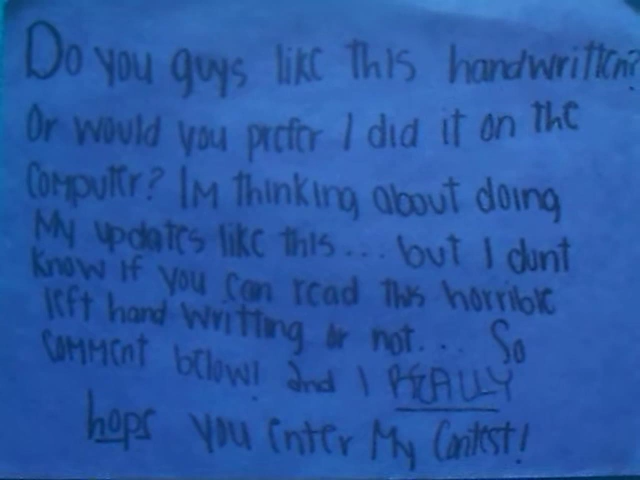 Do you guys like this handwritten?
Or would you prefer I did it on the
Computer? Im thinking about doing
My updates like this... but I dunt
know if you can read this horrible
left hand writting or not... So
comment below! and I REALLY
hope you enter My Contest!